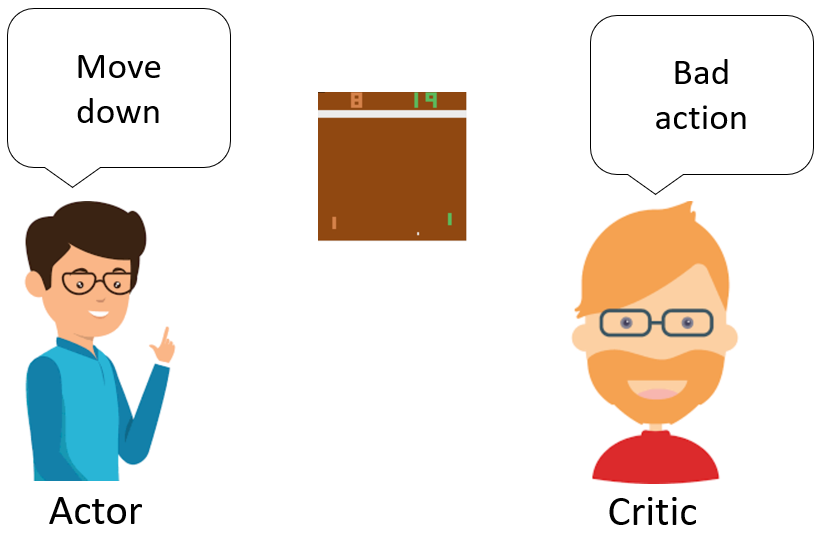 Move
down
8 19
Bad
action
Actor
Critic